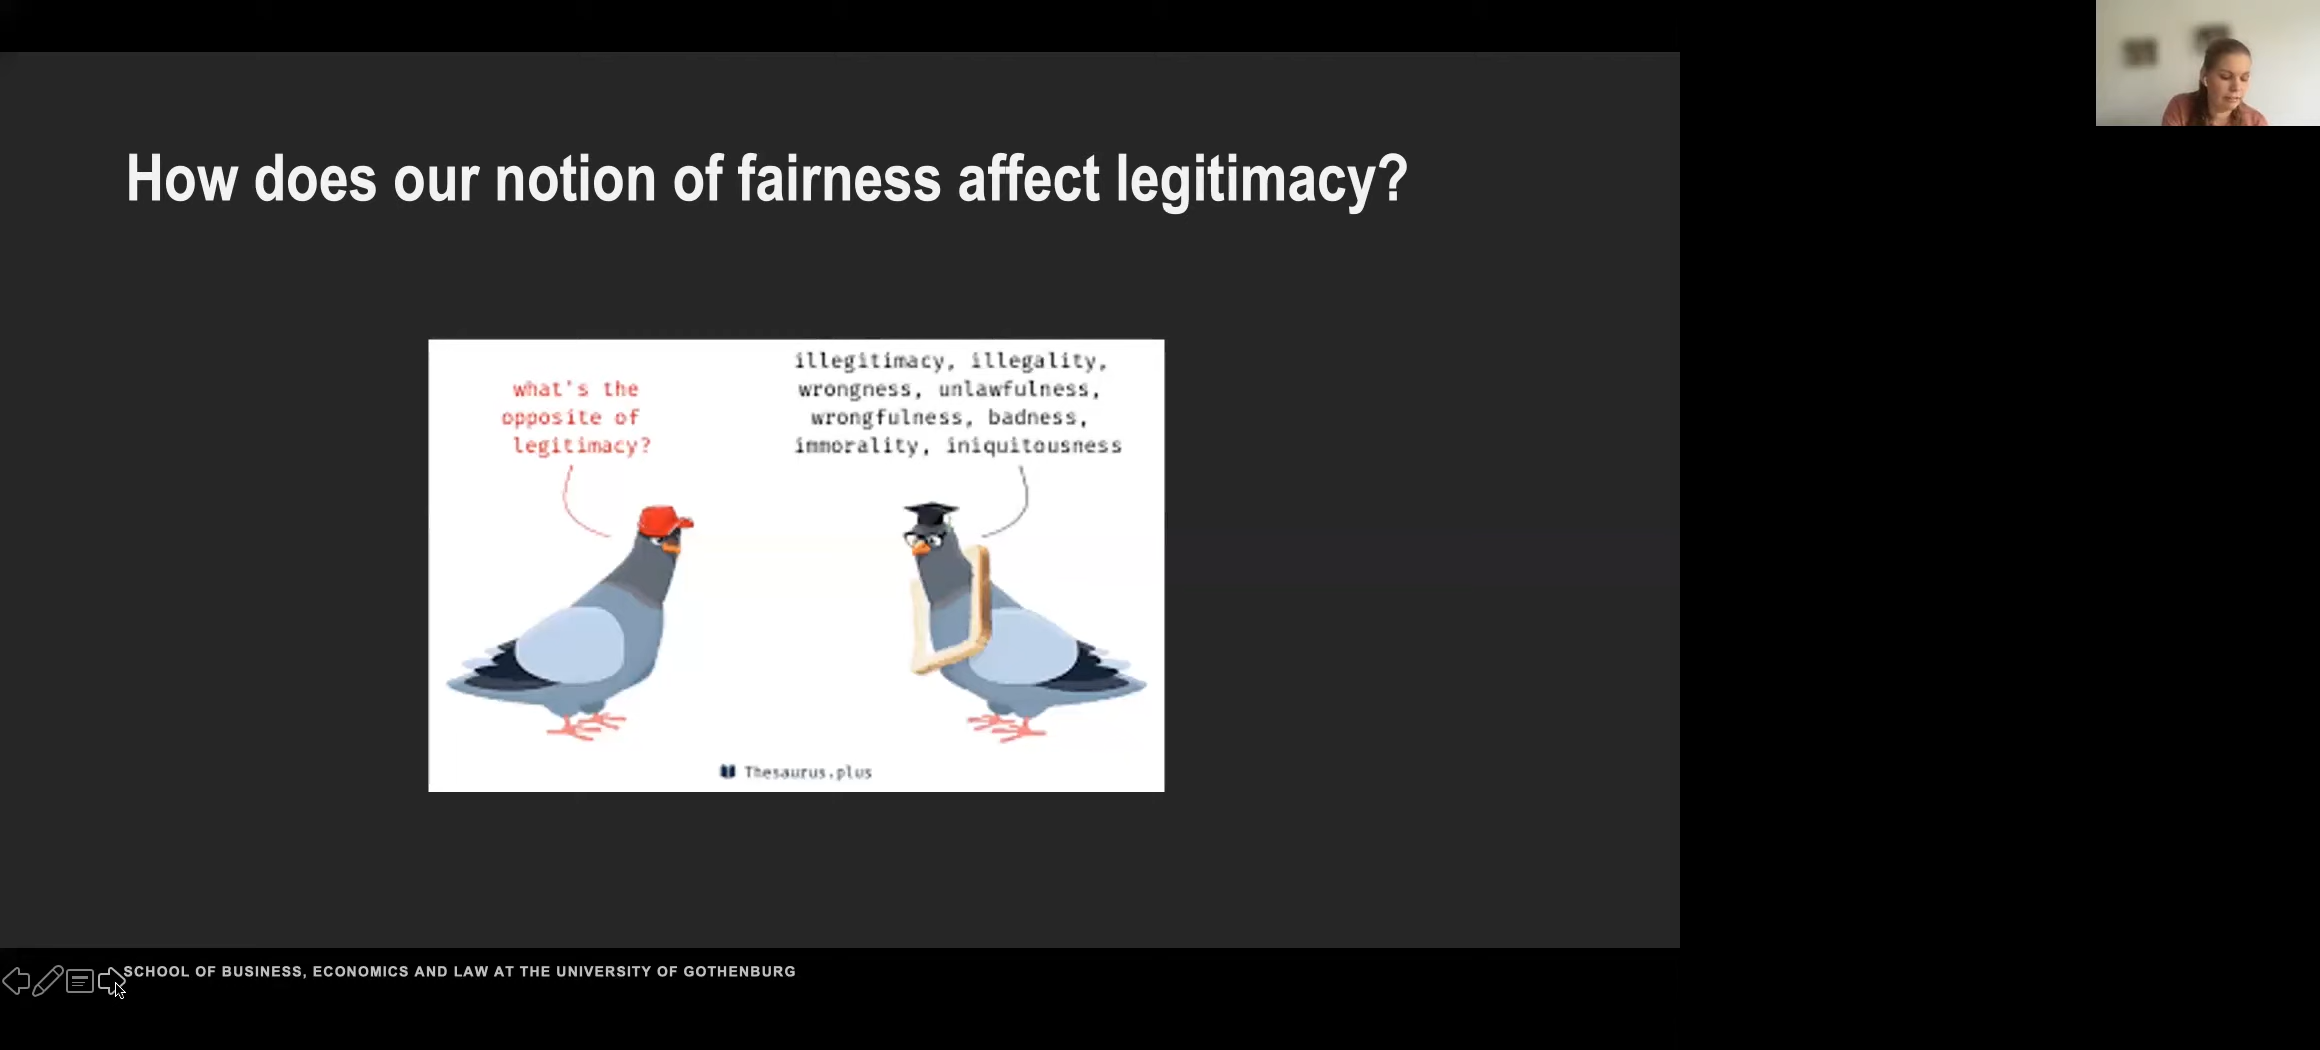 How does our notion of fairness affect legitimacy?
what's the
opposite of
legitimacy?
illegitimacy, illegality,
wrongness, unlawfulness,
wrongfulness, badness,
immorality, iniquitousness
Thesaurus.plus
SCHOOL OF BUSINESS, ECONOMICS AND LAW AT THE UNIVERSITY OF GOTHENBURG